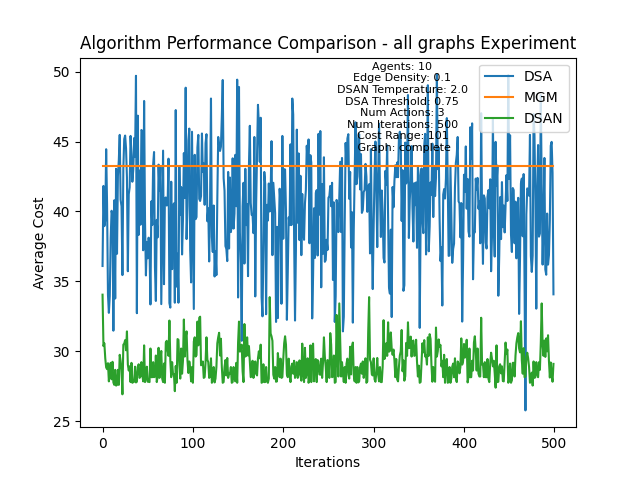 Algorithm Performance Comparison - all graphs Experiment
Agents: 10
Edge Density: 0.1
DSAN Temperature: 2.0
DSA Threshold: 0.75
Num Actions: 3
Num Iterations: 500
Cost Range: 101
Graph: complete
DSA
MGM
DSAN
Average Cost
50
45
40
35
30
25
0
100
200
300
400
500
Iterations